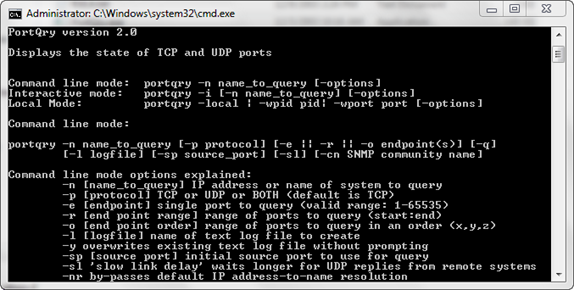 Administrator: C:\Windows\system32\cmd.exe
PortQry version 2.0
Displays the state of TCP and UDP ports
Command line mode:  portqry -n name_to_query [-options]
Interactive mode:   portqry -i [-n name_to_query] [-options]
Local Mode:         portqry -local ¦ -wpid pid¦ -wport port [-options]
Command line mode:
portqry -n name_to_query [-p protocol] [-e ¦¦ -r ¦¦ -o endpoint(s)] [-q]
[-l logfile] [-sp source_port] [-sl] [-cn SNMP community name]
Command line mode options explained:
-n [name_to_query] IP address or name of system to query
-p [protocol] TCP or UDP or BOTH (default is TCP)
-e [endpoint] single port to query (valid range: 1-65535)
-r [end point range] range of ports to query (start:end)
-o [end point order] range of ports to query in an order (x,y,z)
-l [logfile] name of text log file to create
-y overwrites existing text log file without prompting
-sp [source port] initial source port to use for query
-sl 'slow link delay' waits longer for UDP replies from remote systems
-nr by-passes default IP address-to-name resolution